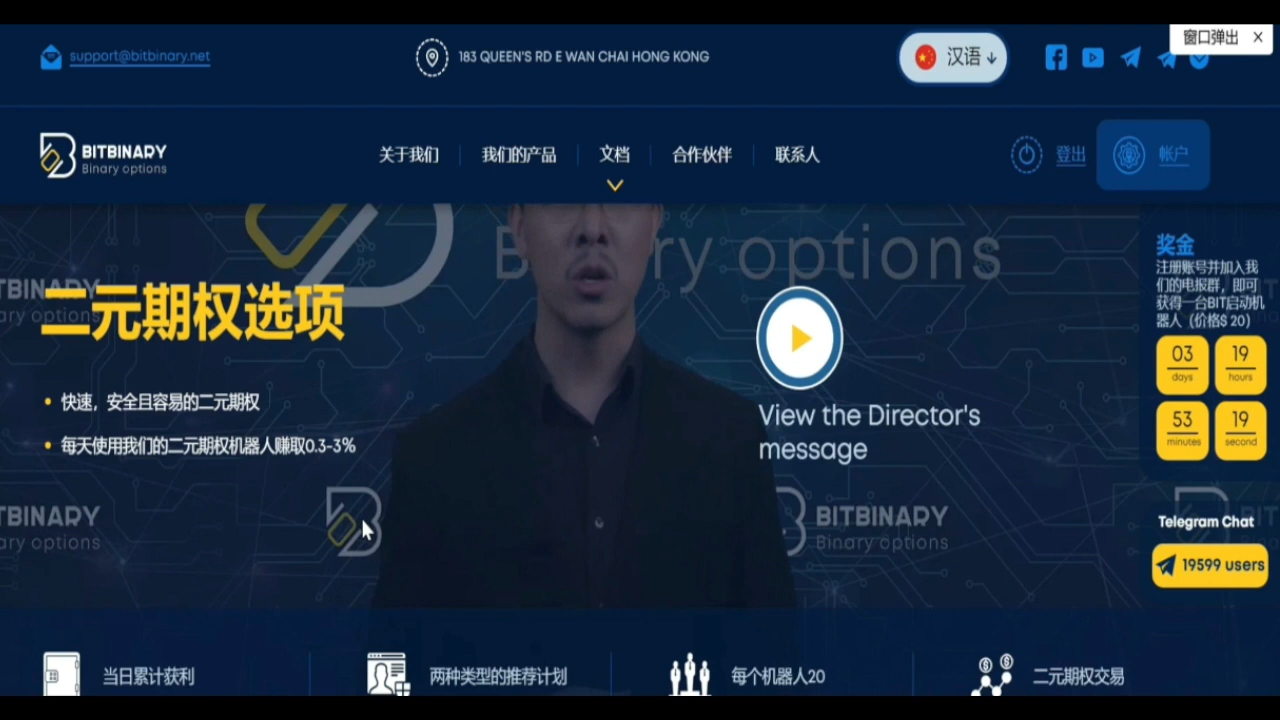 窗口弹出 ×
support@bitbinary.net
183 QUEEN'S RD E WAN CHAI HONG KONG
汉语 ↓
BITBINARY
Binary options
关于我们
我们的产品
文档
合作伙伴
联系人
登出
帐户
Binary options
奖金
注册账号并加入我
们的电报群，即可
获得一台BIT启动机
器人（价格$ 20）
TBINARY
ary options
二元期权选项
03
days
19
hours
53
minutes
19
second
快速，安全且容易的二元期权
每天使用我们的二元期权机器人赚取0.3-3%
View the Director's
message
TBINARY
ary options
BITBINARY
Binary options
Telegram Chat
19599 users
当日累计获利
两种类型的推荐计划
每个机器人20
二元期权交易